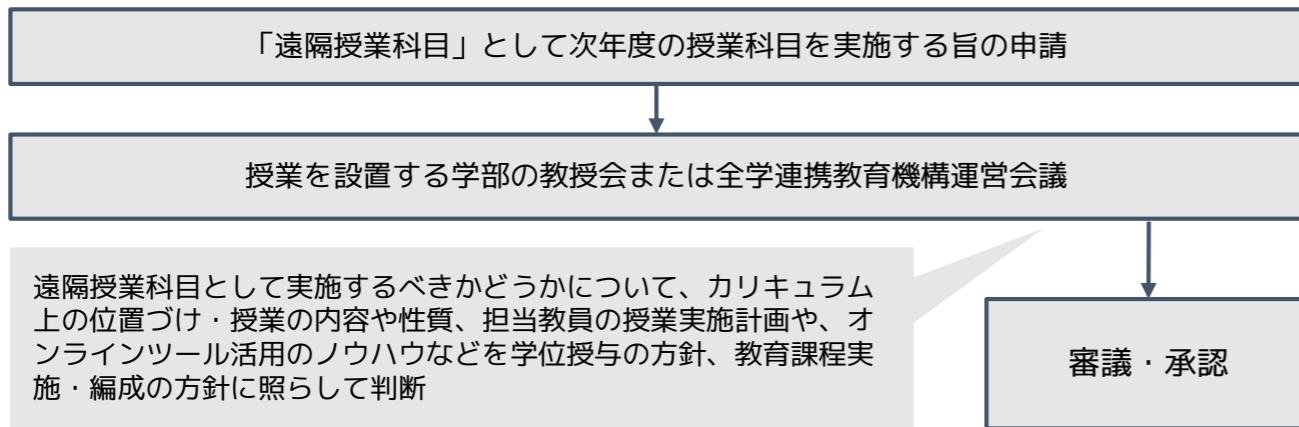 「遠隔授業科目」として次年度の授業科目を実施する旨の申請
授業を設置する学部の教授会または全学連携教育機構運営会議
遠隔授業科目として実施するべきかどうかについて、カリキュラム
上の位置づけ・授業の内容や性質、担当教員の授業実施計画や、オ
ンラインツール活用のノウハウなどを学位授与の方針、教育課程実
施・編成の方針に照らして判断
審議・承認